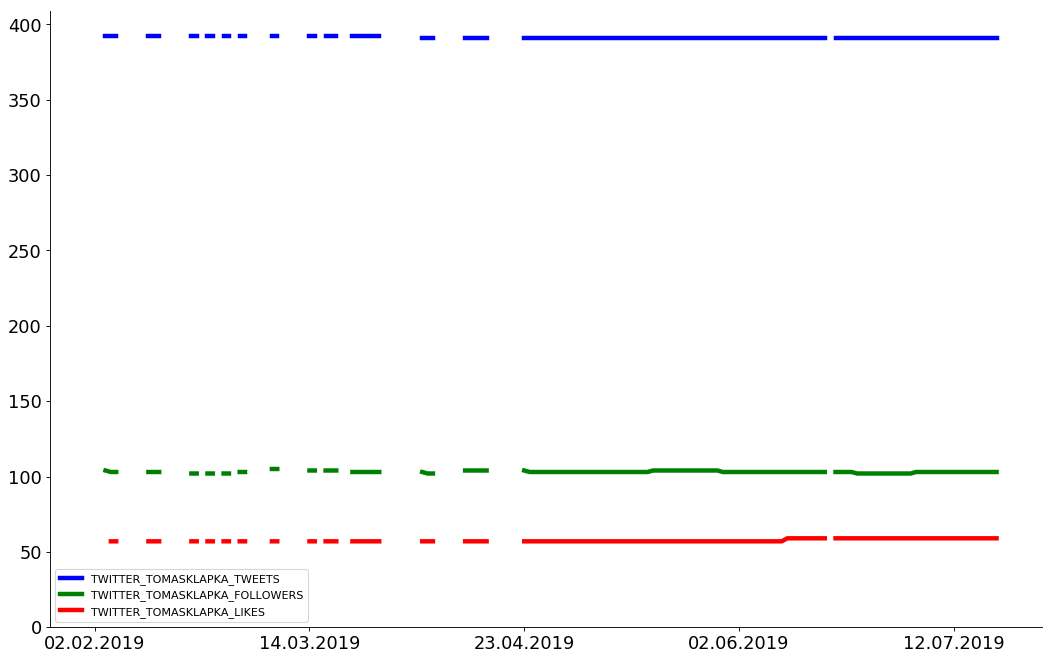 400
350
300
250
200
150
100
50
0
TWITTER_TOMASKLAPKA_TWEETS
TWITTER_TOMASKLAPKA_FOLLOWERS
TWITTER_TOMASKLAPKA_LIKES
02.02.2019 14.03.2019 23.04.2019 02.06.2019 12.07.2019